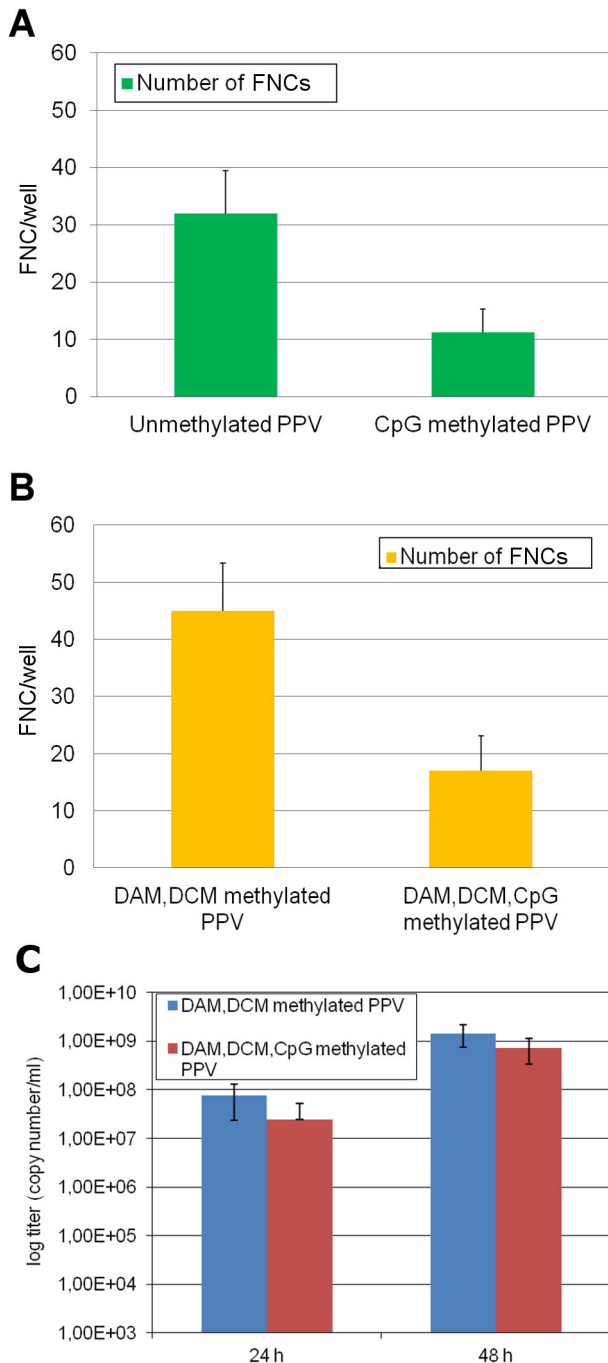 A
60
Number of FNCs
50
40
30
20
10
0
FNC/well
Unmethylated PPV
CpG methylated PPV
B
60
Number of FNCs
50
40
30
20
10
0
FNC/well
DAM,DCM methylated
PPV
DAM,DCM,CpG
methylated PPV
C
1,00E+10
DAM,DCM methylated PPV
1,00E+09
DAM,DCM,CpG methylated
PPV
1,00E+08
1,00E+07
1,00E+06
1,00E+05
1,00E+04
1,00E+03
log titer (copy number/ml)
24 h
48 h